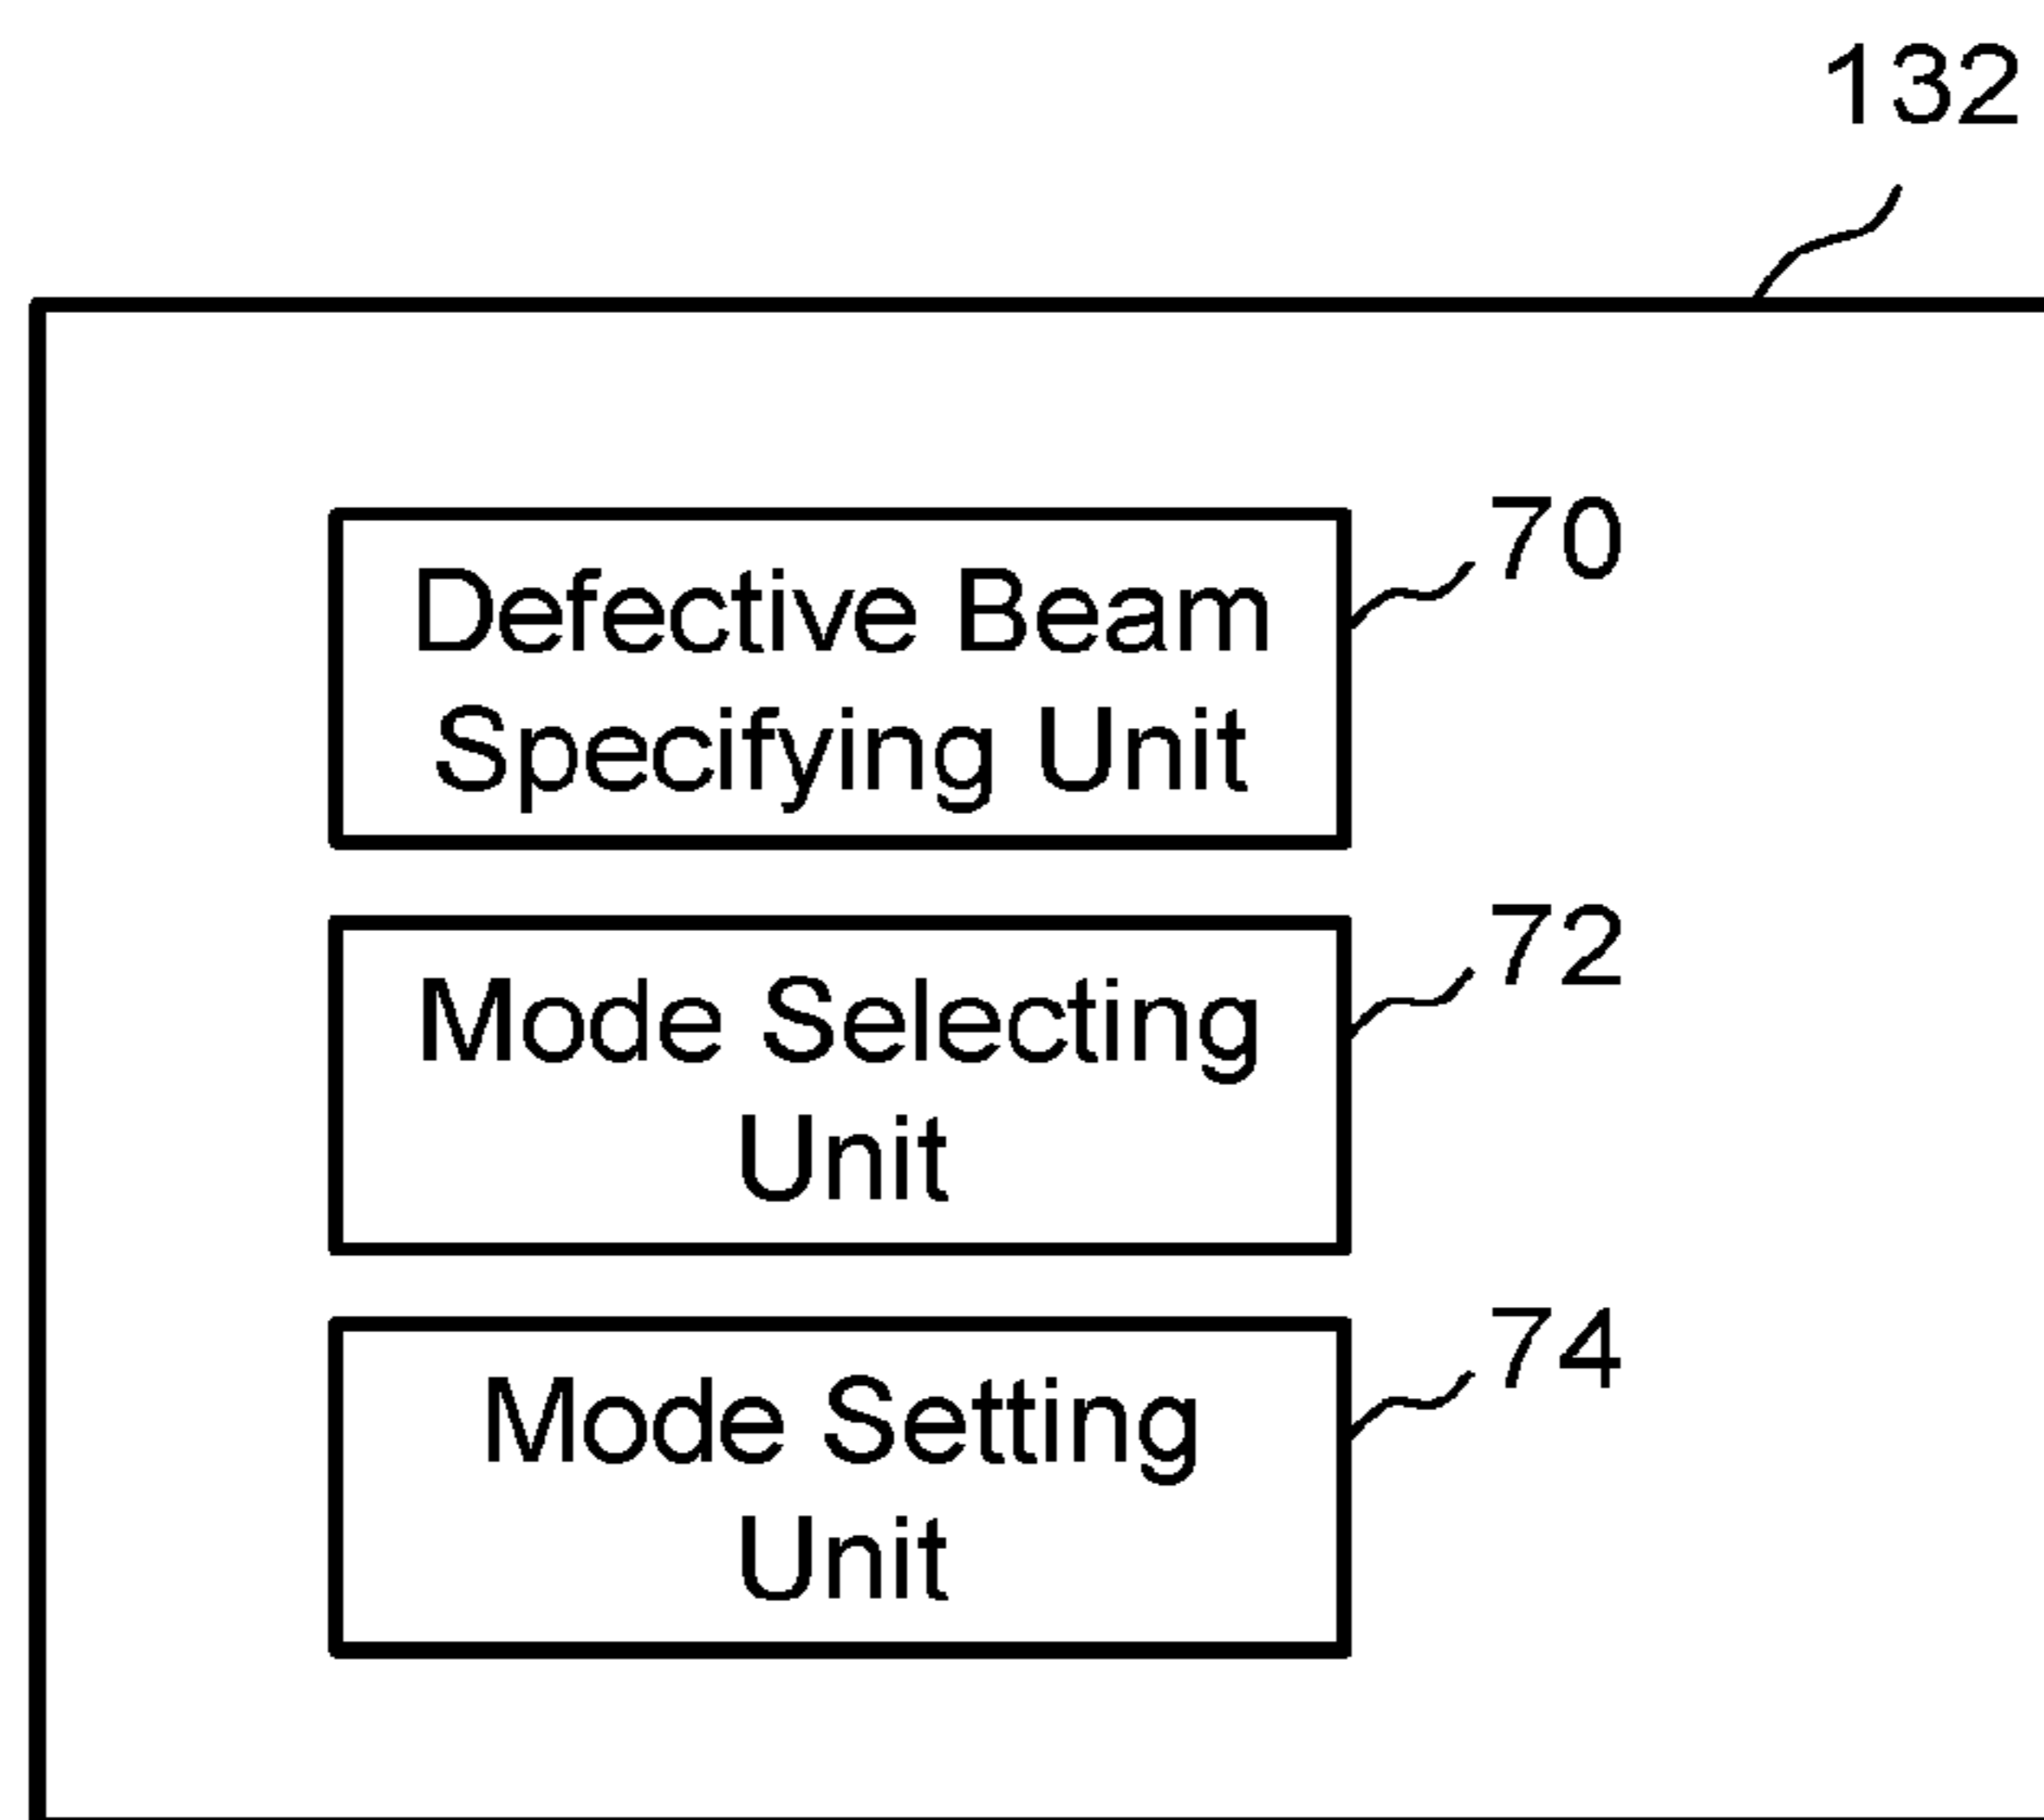 132
Defective Beam
Specifying Unit
70
Mode Selecting
Unit
72
Mode Setting
Unit
74